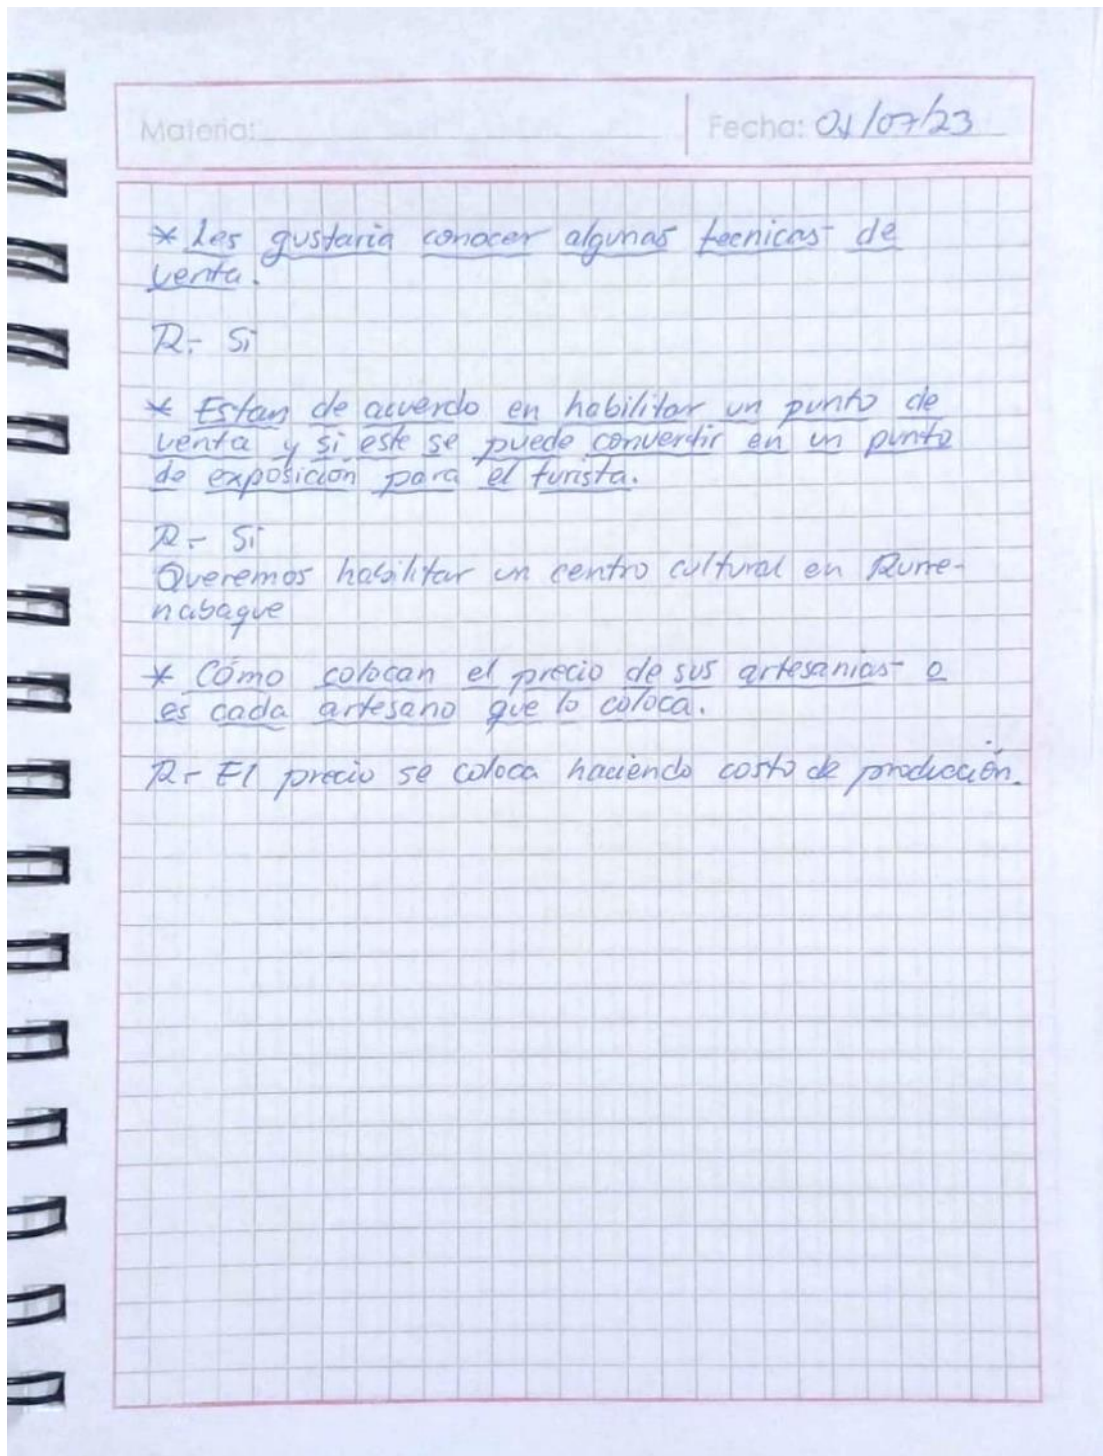 Materia:
Fecha: 01/07/23
* Les gustaria conocer algunas tecnicas de
venta.
R.- Si
* Estan de acuerdo en habilitar un punto de
venta y si este se puede convertir en un punto
de exposición para el turista.
R.- Si
Queremos habilitar un centro cultural en Rurre-
nabaque
* Cómo colocan el precio de sus artesanias o
es cada artesano que lo coloca.
R.- El precio se coloca haciendo costo de producción.